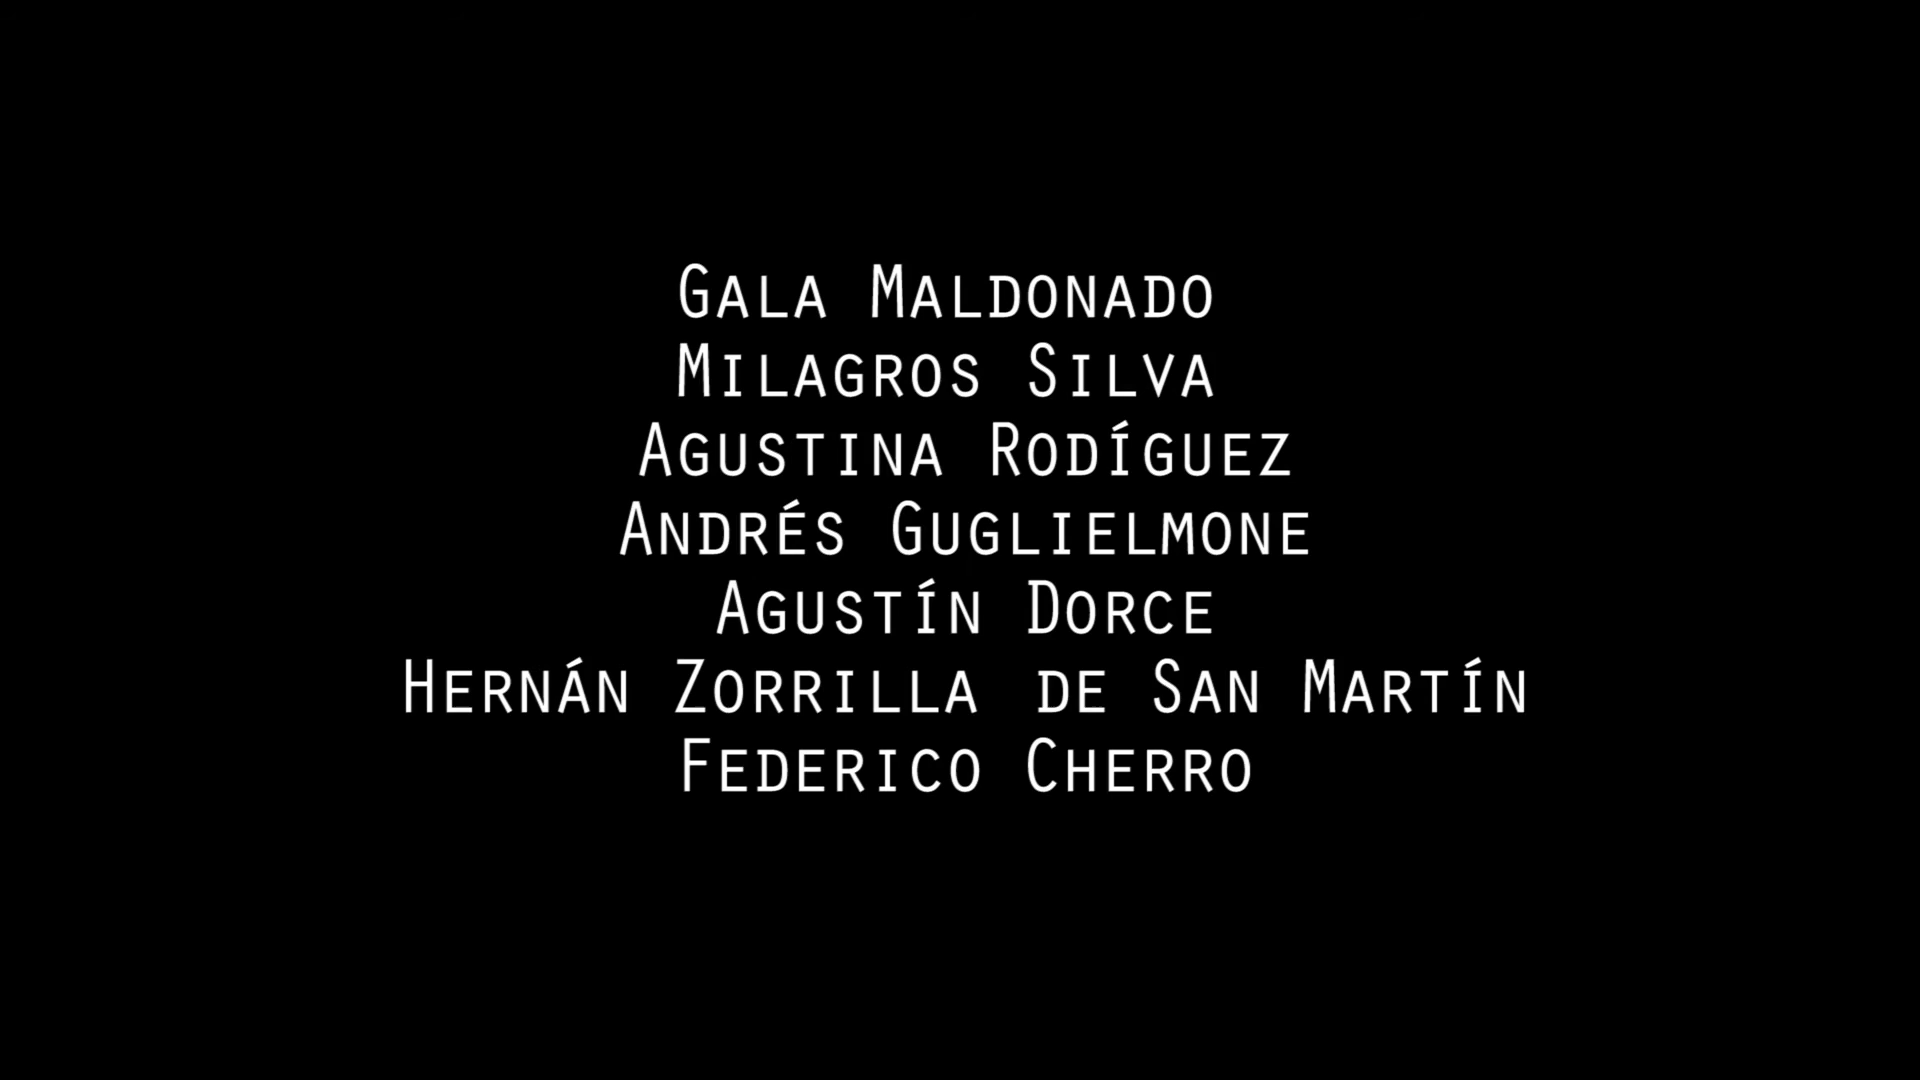 Gala Maldonado
Milagros Silva
Agustina Rodíguez
Andrés Guglielmone
Agustín Dorce
Hernán Zorrilla de San Martín
Federico Cherro